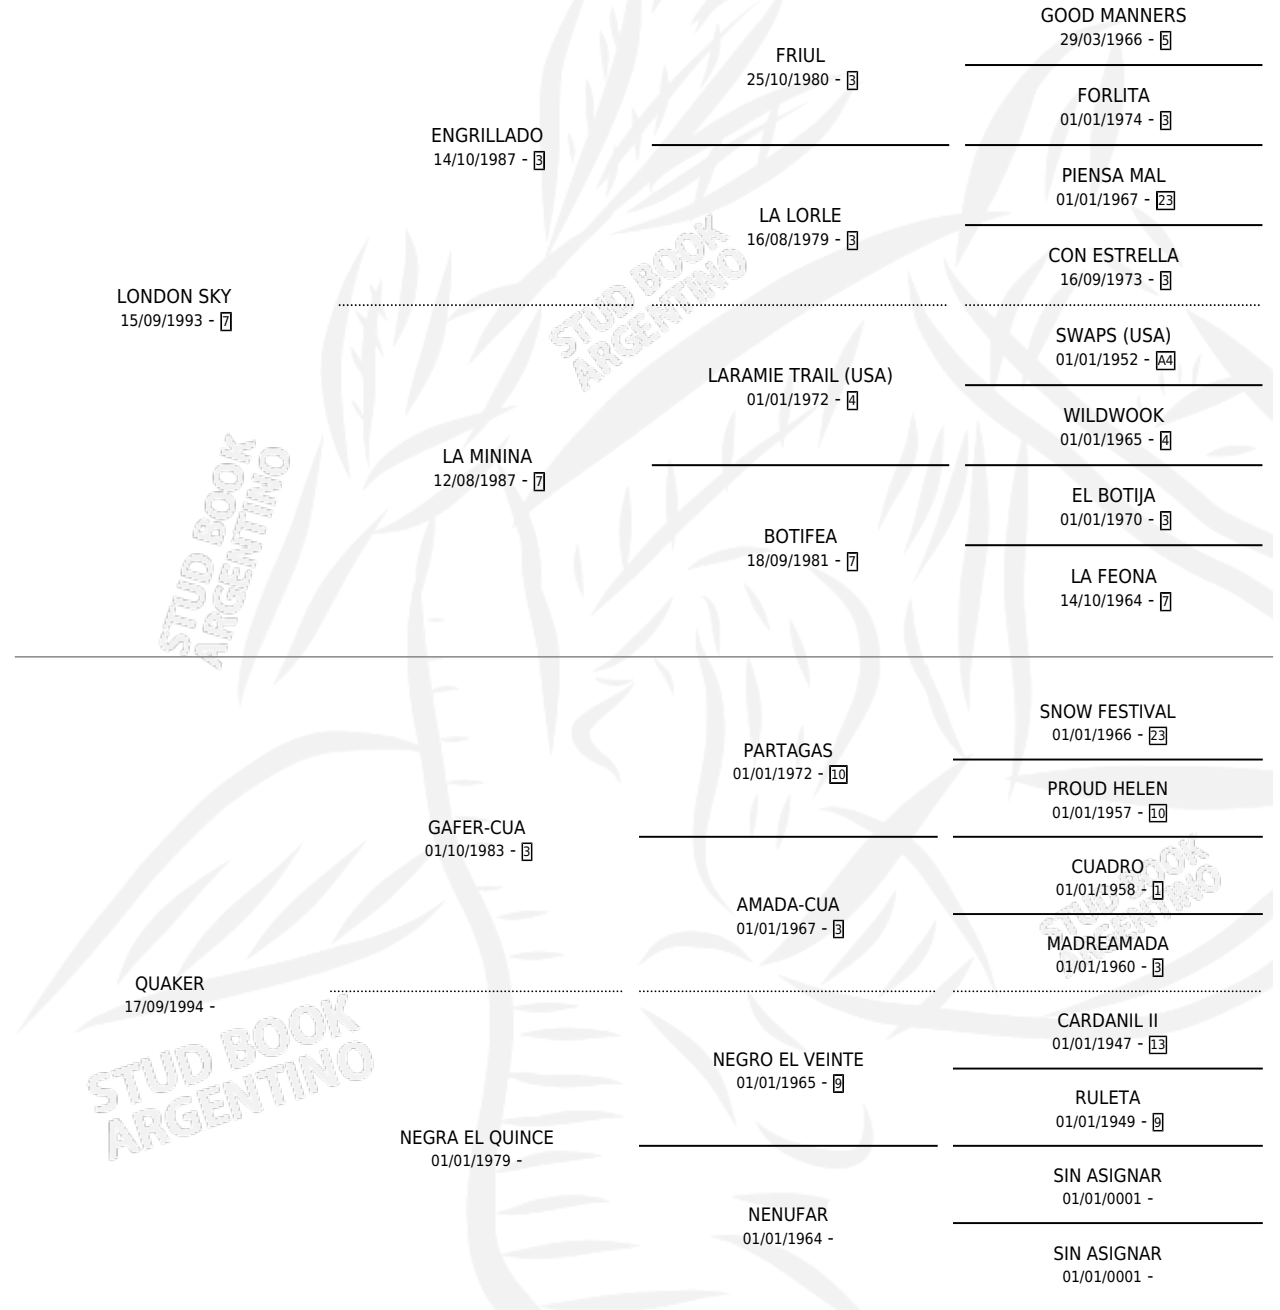 GOOD MANNERS
29/03/1966 - 5
FRIUL
25/10/1980 - 3
FORLITA
01/01/1974 - 3
ENGRILLADO
14/10/1987 - 3
PIENSA MAL
01/01/1967 - 23
LA LORLE
16/08/1979 - 3
CON ESTRELLA
16/09/1973 - 3
LONDON SKY
15/09/1993 - 7
SWAPS (USA)
01/01/1952 - A4
LARAMIE TRAIL (USA)
01/01/1972 - 4
WILDWOOK
01/01/1965 - 4
LA MININA
12/08/1987 - 7
EL BOTIJA
01/01/1970 - 3
BOTIFEA
18/09/1981 - 7
LA FEONA
14/10/1964 - 7
SNOW FESTIVAL
01/01/1966 - 23
PARTAGAS
01/01/1972 - 10
PROUD HELEN
01/01/1957 - 10
GAFER-CUA
01/10/1983 - 3
CUADRO
01/01/1958 - 1
AMADA-CUA
01/01/1967 - 3
MADREAMADA
01/01/1960 - 3
QUAKER
17/09/1994 -
CARDANIL II
01/01/1947 - 13
NEGRO EL VEINTE
01/01/1965 - 9
RULETA
01/01/1949 - 9
NEGRA EL QUINCE
01/01/1979 -
SIN ASIGNAR
01/01/0001 -
NENUFAR
01/01/1964 -
SIN ASIGNAR
01/01/0001 -
STUD BOOK
ARGENTINO
STUD BOOK
ARGENTINO
STUD BOOK
ARGENTINO
STUD BOOK
ARGENTINO